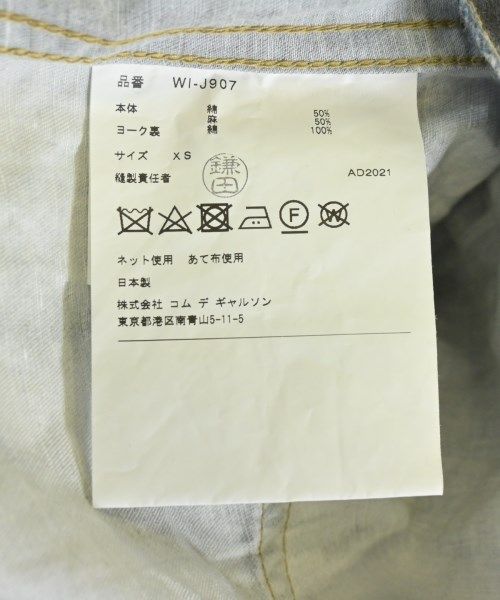 品番 WI-J907
本体 綿 50%
麻 50%
ヨーク裏 綿 100%
サイズ XS
縫製責任者 鎌田 AD2021
F W
ネット使用 あて布使用
日本製
株式会社 コム デ ギャルソン
東京都港区南青山5-11-5